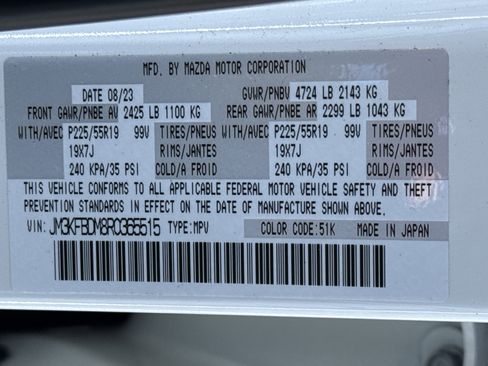 MFD. BY MAZDA MOTOR CORPORATION
DATE 08/23 GVWR/PNBV 4724 LB 2143 KG
FRONT GAWR/PNBE AV 2425 LB 1100 KG REAR GAWR/PNBE AR 2299 LB 1043 KG
WITH/AVEC P225/55R19 99V TIRES/PNEUS WITH/AVEC P225/55R19 99V TIRES/PNEUS
19X7J RIMS/JANTES 19X7J RIMS/JANTES
240 KPA/35 PSI COLD/A FROID 240 KPA/35 PSI COLD/A FROID
THIS VEHICLE CONFORMS TO ALL APPLICABLE FEDERAL MOTOR VEHICLE SAFETY AND THEFT
PREVENTION STANDARDS IN EFFECT ON THE DATE OF MANUFACTURE SHOWN ABOVE.
VIN: JM3KFBDM8R0365515 TYPE:MPV COLOR CODE:51K MADE IN JAPAN